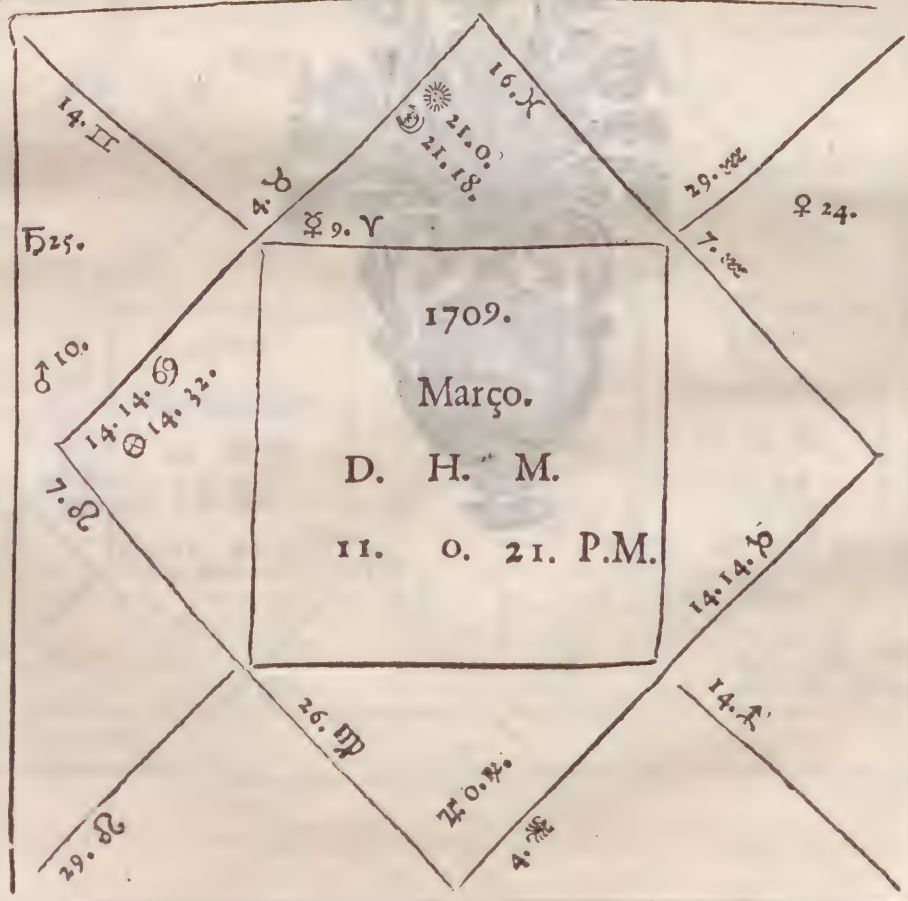 14. ♊
4. ♉
☉ 21. 0.
☽ 21. 18.
16. ♓
29. ♒
♀ 24.
7. ♒
☿ 9. ♈
♄ 25.
♂ 10.
14. 14. ♋
⊗ 14. 32.
7. ♌
1709.
Março.
D. H. M.
11. 0. 21. P.M.
14. 14. ♑
14. ♐
26. ♍
♃ 0. ℞.
4. ♏
29. ♌